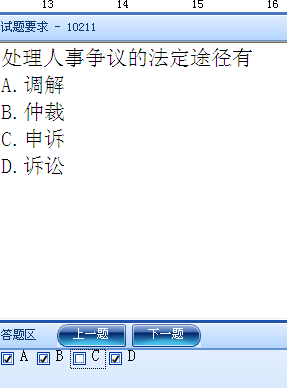 13 14 15 16
试题要求 - 10211
处理人事争议的法定途径有
A.调解
B.仲裁
C.申诉
D.诉讼
答题区 上一题 下一题
A B C D